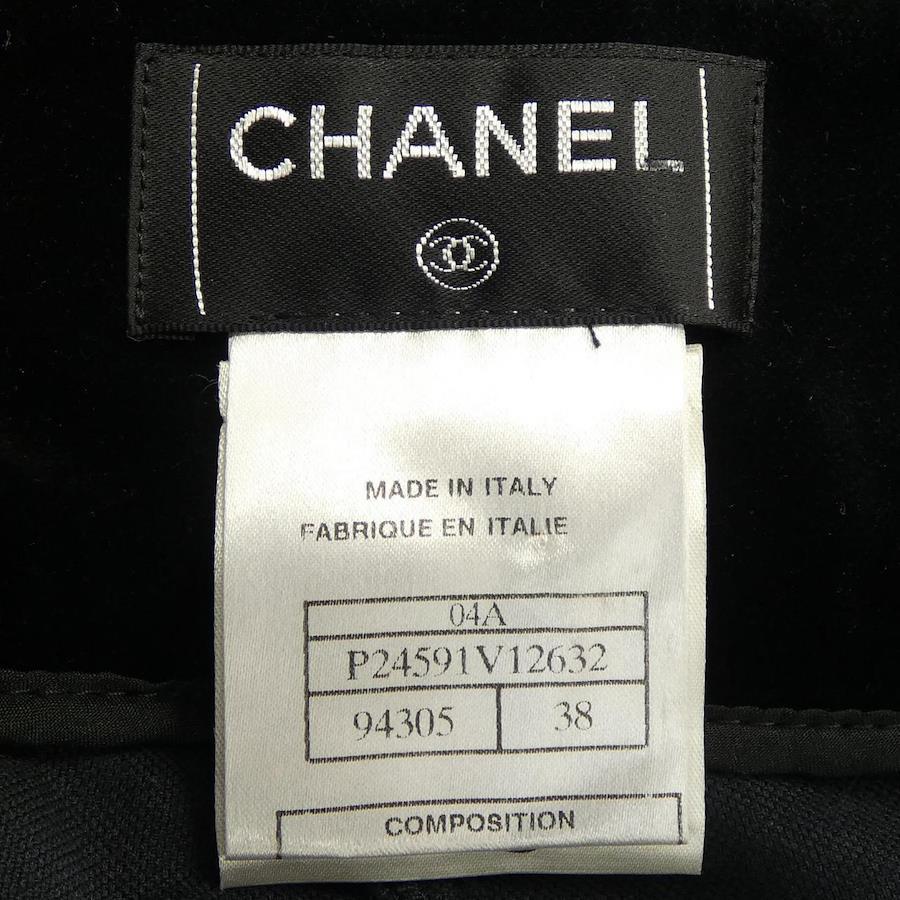 CHANEL
MADE IN ITALY
FABRIQUE EN ITALIE
04A
P24591V12632
94305 38
COMPOSITION